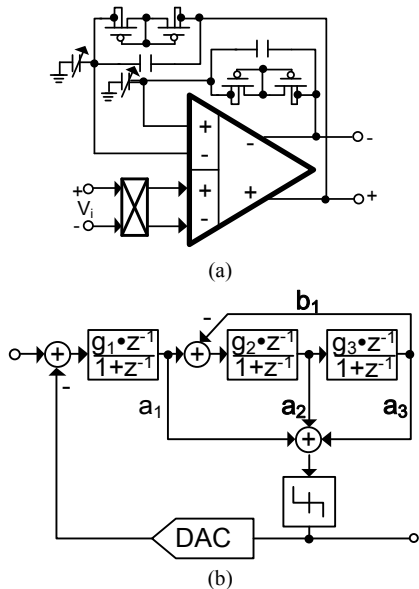 +
-
+
-
-
+
-
+
+
V_i
-
(a)
b_1
-
+
g_1•z^-1
1+z^-1
+
g_2•z^-1
1+z^-1
g_3•z^-1
1+z^-1
-
a_1
a_2
a_3
+
DAC
(b)